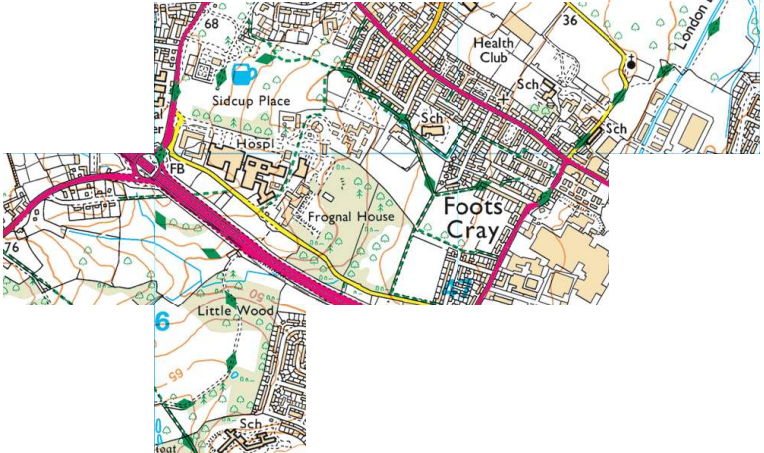 68
36
London
Health
Club
Sch
Sidcup Place
Sch
Sch
er
Hospl
FB
Frognal House
Foots
Cray
76
50
6
Little Wood
65
Sch